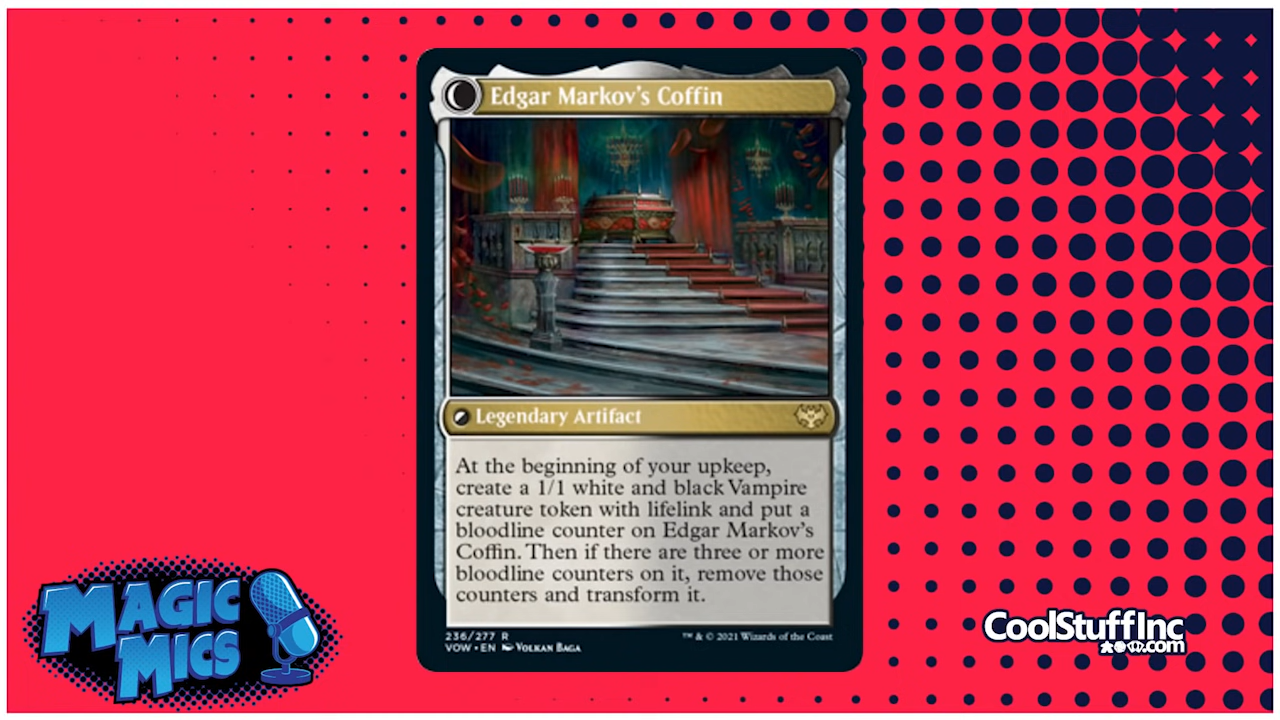 Edgar Markov's Coffin
Legendary Artifact
At the beginning of your upkeep,
create a 1/1 white and black Vampire
creature token with lifelink and put a
bloodline counter on Edgar Markov's
Coffin. Then if there are three or more
bloodline counters on it, remove those
counters and transform it.
236/277 R
™ & © 2021 Wizards of the Coast
VOW • EN VOLKAN BAGA
MAGIC
MICS
CoolStuffInc
.com